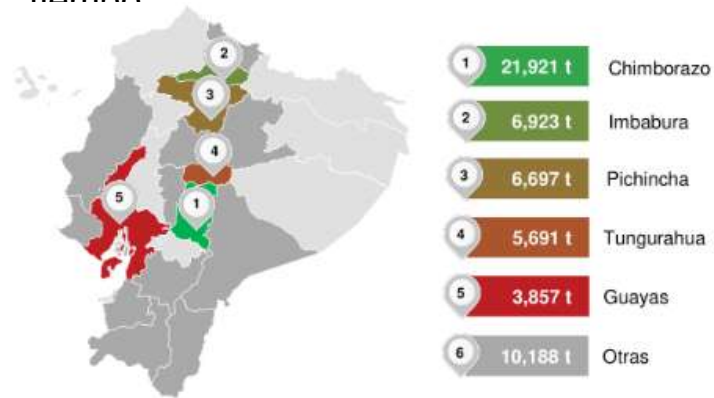 2
3
4
5
1
1 21,921 t Chimborazo
2 6,923 t Imbabura
3 6,697 t Pichincha
4 5,691 t Tungurahua
5 3,857 t Guayas
6 10,188 t Otras